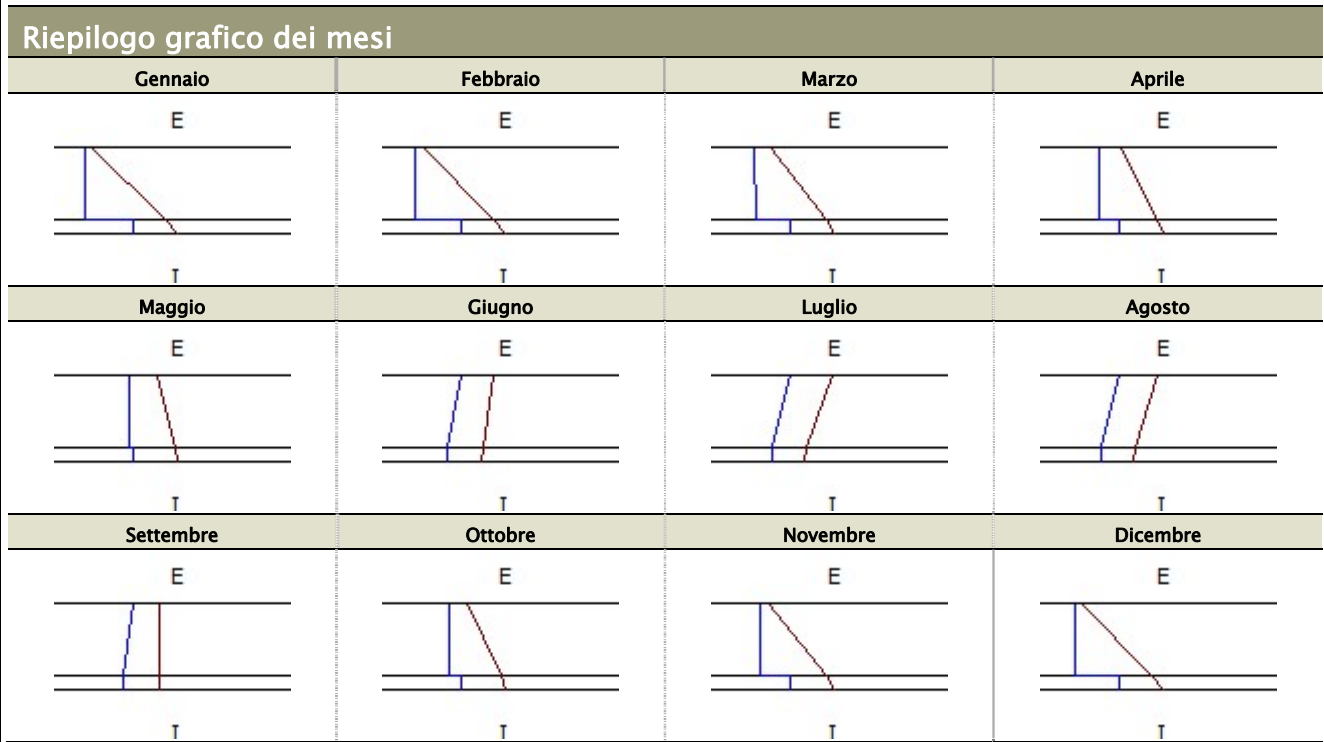 Riepilogo grafico dei mesi
Gennaio Febbraio Marzo Aprile
E E E E
I I I I
Maggio Giugno Luglio Agosto
E E E E
I I I I
Settembre Ottobre Novembre Dicembre
E E E E
I I I I